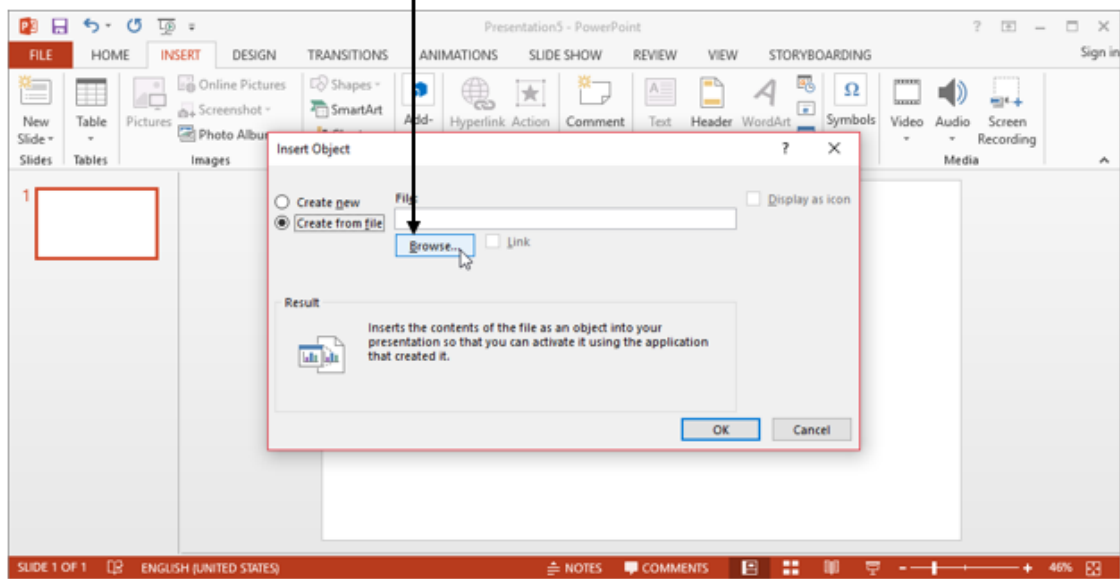 Presentation5 - PowerPoint
?
FILE HOME INSERT DESIGN TRANSITIONS ANIMATIONS SLIDE SHOW REVIEW VIEW STORYBOARDING Sign in
New Slide
Slides
Table
Tables
Pictures
Online Pictures
Screenshot
Photo Albu
Images
Shapes
SmartArt
Add-
Hyperlink Action
Comment
Text
Header WordArt
Ω
Symbols
Video Audio Screen Recording
Media
1
Insert Object ?
Create new
Create from file
File:
Browse...
Link
Display as icon
Result
Inserts the contents of the file as an object into your
presentation so that you can activate it using the application
that created it.
OK Cancel
SLIDE 1 OF 1 ENGLISH (UNITED STATES) NOTES COMMENTS 46%